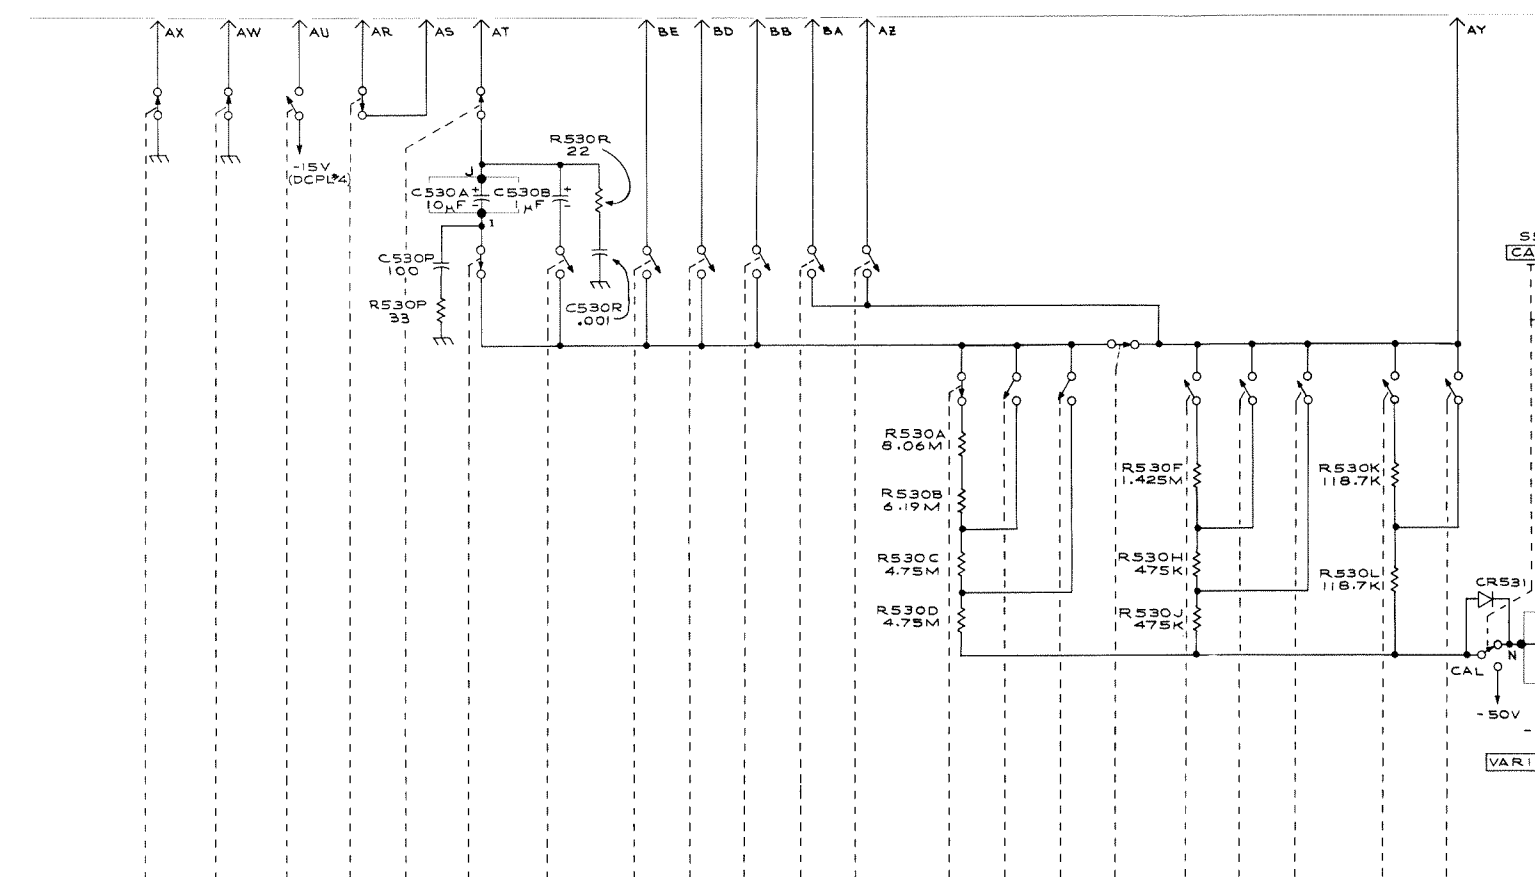 AX
AW
AU
AR
AS
AT
BE
BD
BB
BA
AZ
AY
-15V
(DCPL#4)
R530R
22
J
C530A
10µF
+
-
C530B
1µF
+
-
I
C530P
100
R530P
33
C530R
.001
R530A
8.06M
R530B
6.19M
R530C
4.75M
R530D
4.75M
R530F
1.425M
R530H
475K
R530J
475K
R530K
118.7K
R530L
118.7K
CR531
CAL
N
-50V
-
CA
VARI